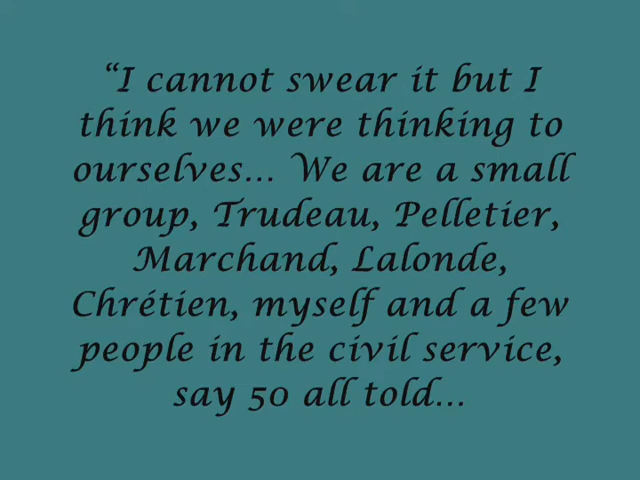 “I cannot swear it but I
think we were thinking to
ourselves... We are a small
group, Trudeau, Pelletier,
Marchand, Lalonde,
Chrétien, myself and a few
people in the civil service,
say 50 all told...